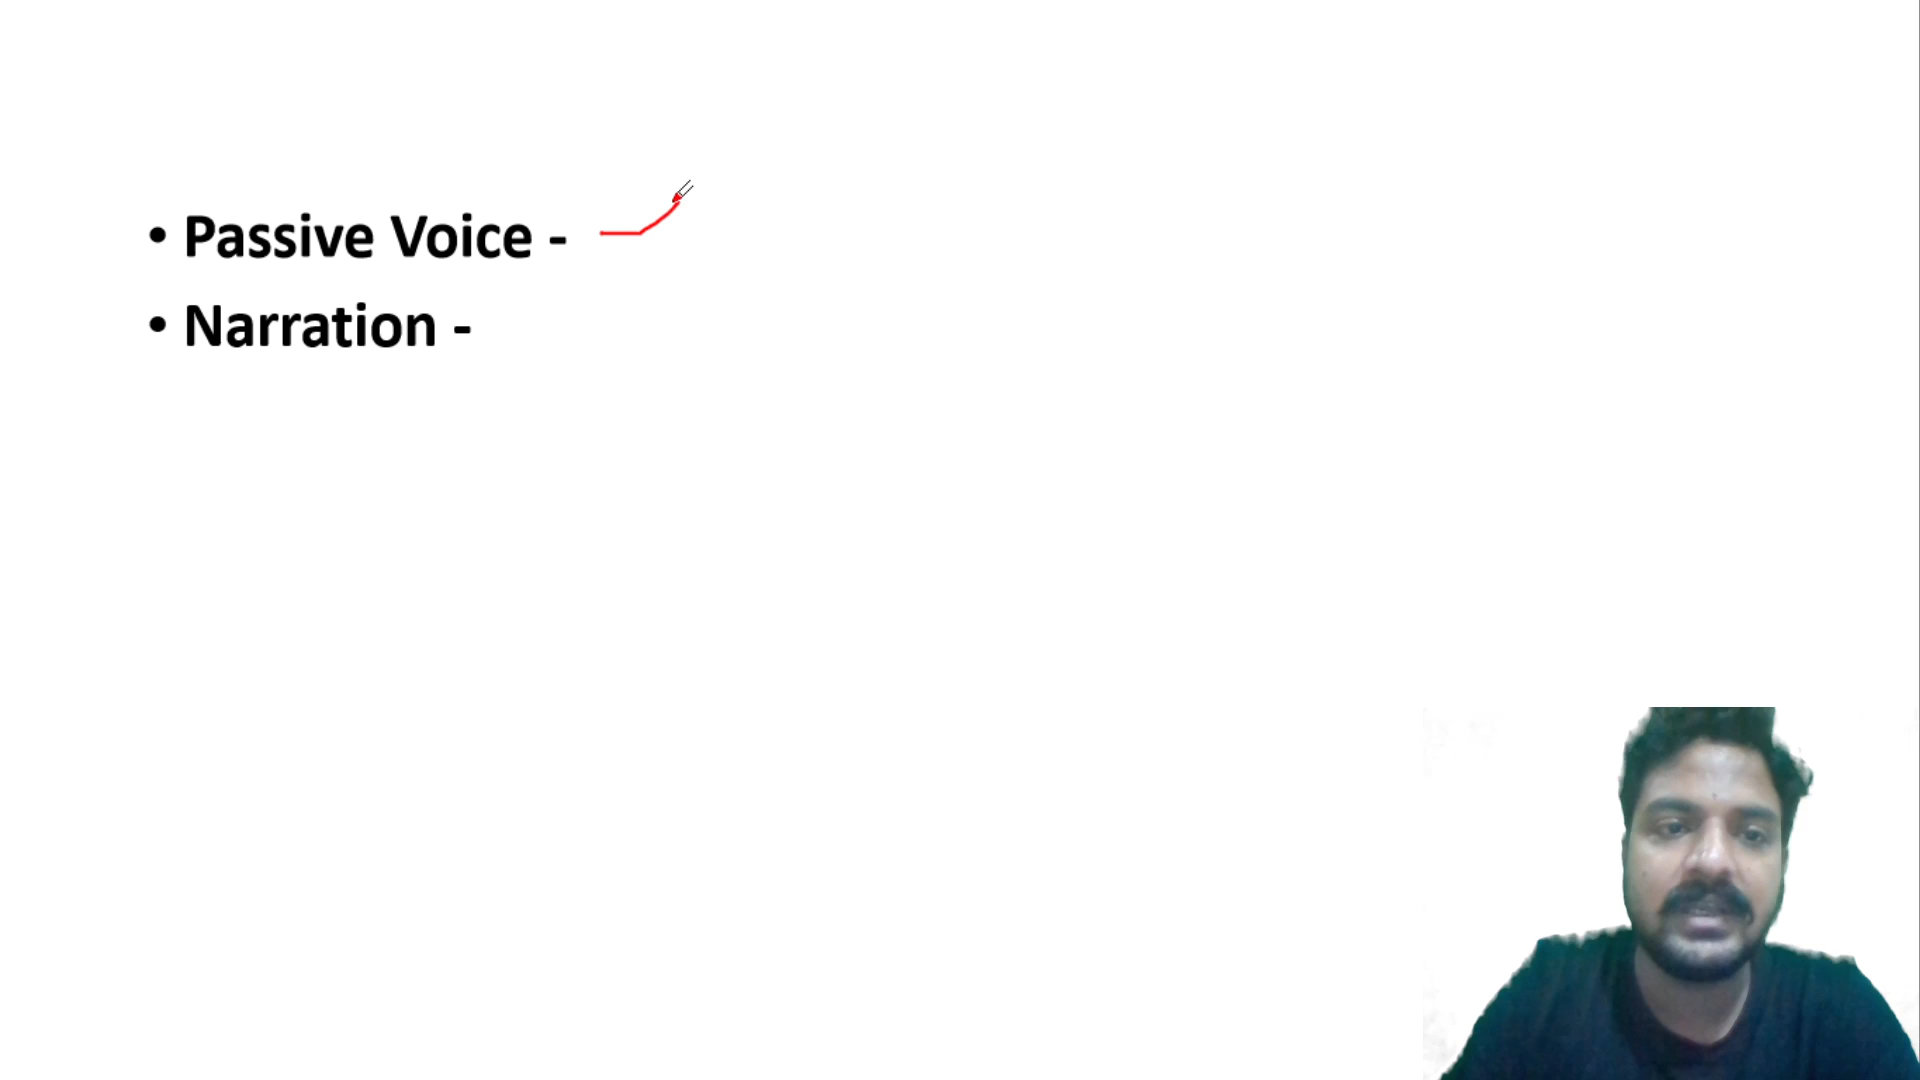 • Passive Voice -
• Narration -